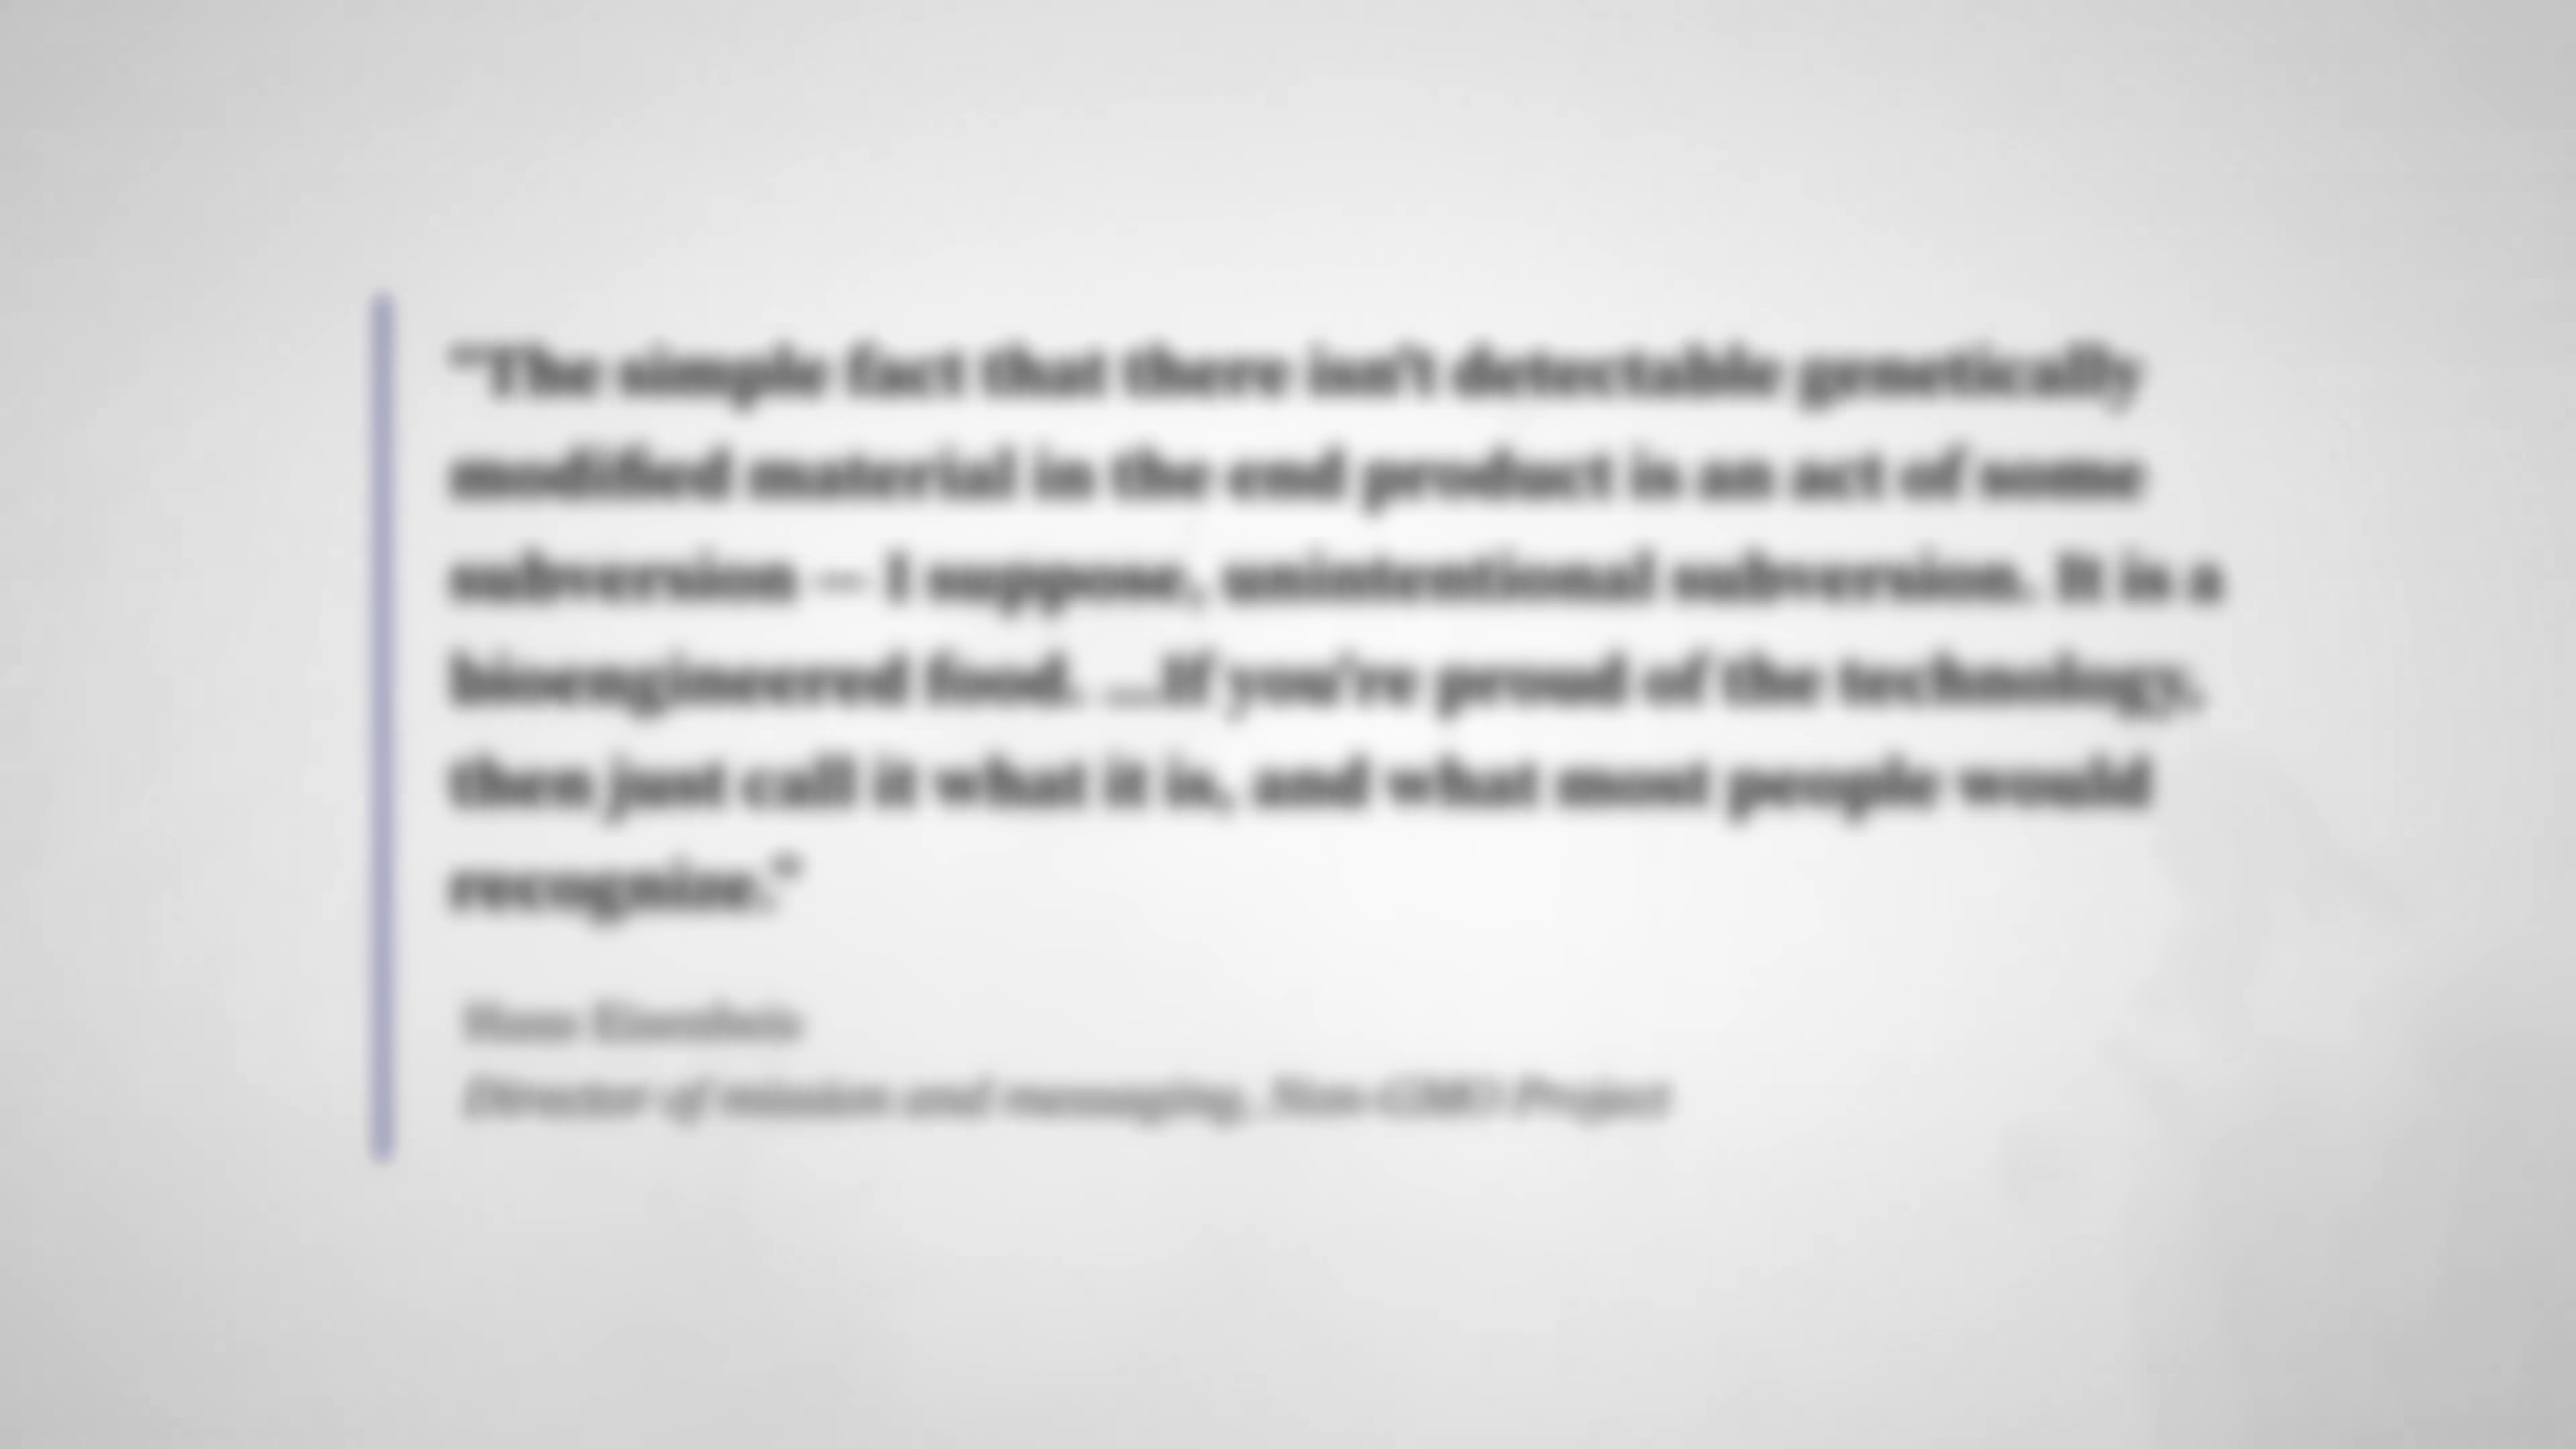 "The simple fact that there isn't detectable genetically
modified material in the end product is an act of some
subversion — I suppose, unintentional subversion. It is a
bioengineered food. ...If you're proud of the technology,
then just call it what it is, and what most people would
recognize."
Hans Eisenbeis
Director of mission and messaging, Non-GMO Project